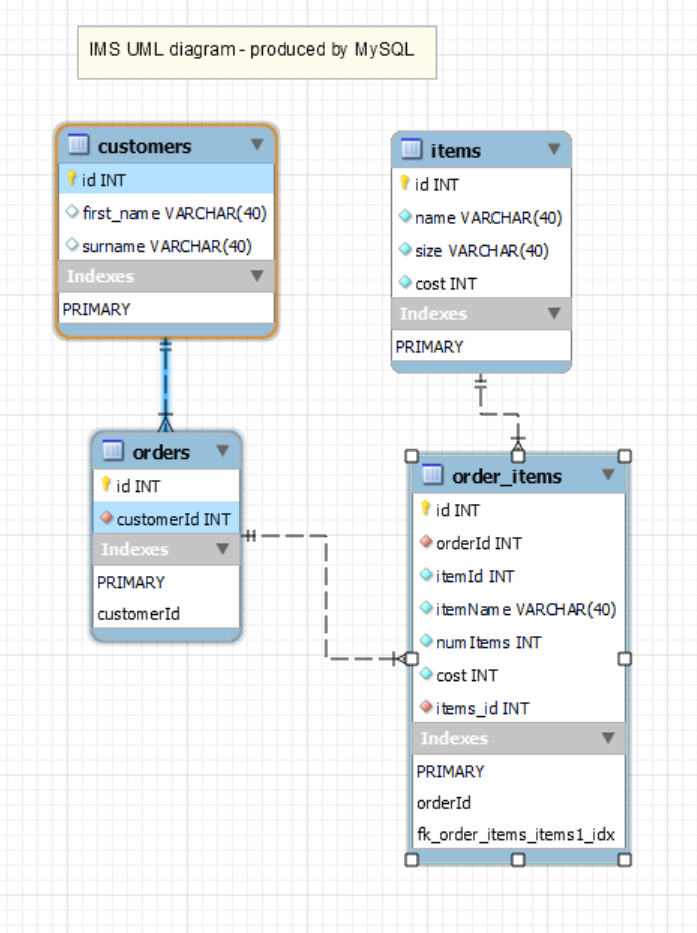 IMS UML diagram - produced by MySQL
customers
id INT
first_name VARCHAR(40)
surname VARCHAR(40)
Indexes
PRIMARY
items
id INT
name VARCHAR(40)
size VARCHAR(40)
cost INT
Indexes
PRIMARY
orders
id INT
customerId INT
Indexes
PRIMARY
customerId
order_items
id INT
orderId INT
itemId INT
itemName VARCHAR(40)
numItems INT
cost INT
items_id INT
Indexes
PRIMARY
orderId
fk_order_items_items1_idx